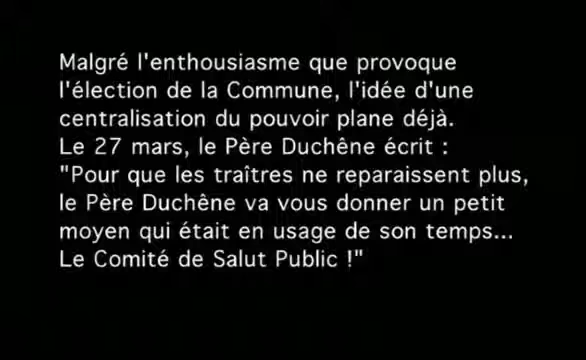 Malgré l'enthousiasme que provoque
l'élection de la Commune, l'idée d'une
centralisation du pouvoir plane déjà.
Le 27 mars, le Père Duchêne écrit :
"Pour que les traîtres ne reparaissent plus,
le Père Duchêne va vous donner un petit
moyen qui était en usage de son temps...
Le Comité de Salut Public !"